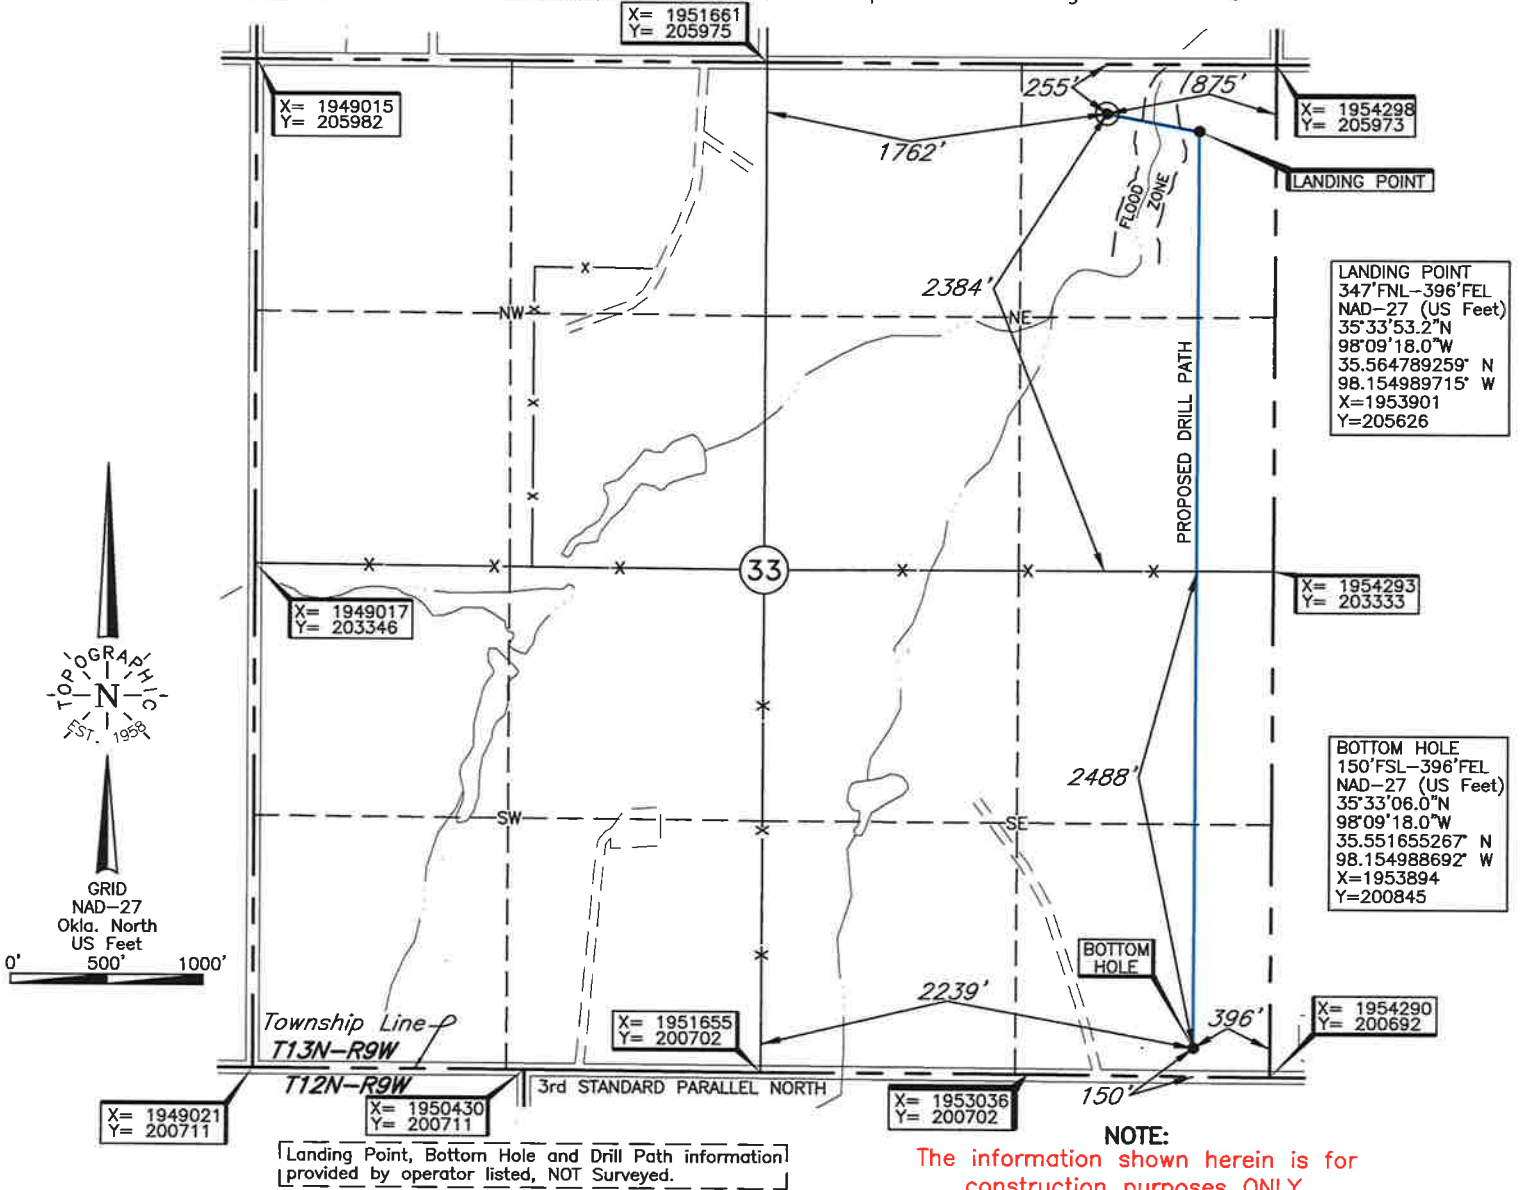 X= 1951661
Y= 205975
X= 1949015
Y= 205982
255'
875'
X= 1954298
Y= 205973
1762'
LANDING POINT
FLOOD
ZONE
2384'
LANDING POINT
347'FNL-396'FEL
NAD-27 (US Feet)
35°33'53.2"N
98°09'18.0"W
35.564789259° N
98.154989715° W
X=1953901
Y=205626
NW
NE
PROPOSED DRILL PATH
33
X= 1949017
Y= 203346
X= 1954293
Y= 203333
TOPOGRAPHIC
N
EST. 1958
GRID
NAD-27
Okla. North
US Feet
0' 500' 1000'
2488'
BOTTOM HOLE
150'FSL-396'FEL
NAD-27 (US Feet)
35°33'06.0"N
98°09'18.0"W
35.551655267° N
98.154988692° W
X=1953894
Y=200845
SW
SE
BOTTOM
HOLE
2239'
396'
X= 1954290
Y= 200692
Township Line
T13N-R9W
X= 1951655
Y= 200702
T12N-R9W
3rd STANDARD PARALLEL NORTH
150'
X= 1949021
Y= 200711
X= 1950430
Y= 200711
X= 1953036
Y= 200702
Landing Point, Bottom Hole and Drill Path information
provided by operator listed, NOT Surveyed.
NOTE:
The information shown herein is for
construction purposes ONLY